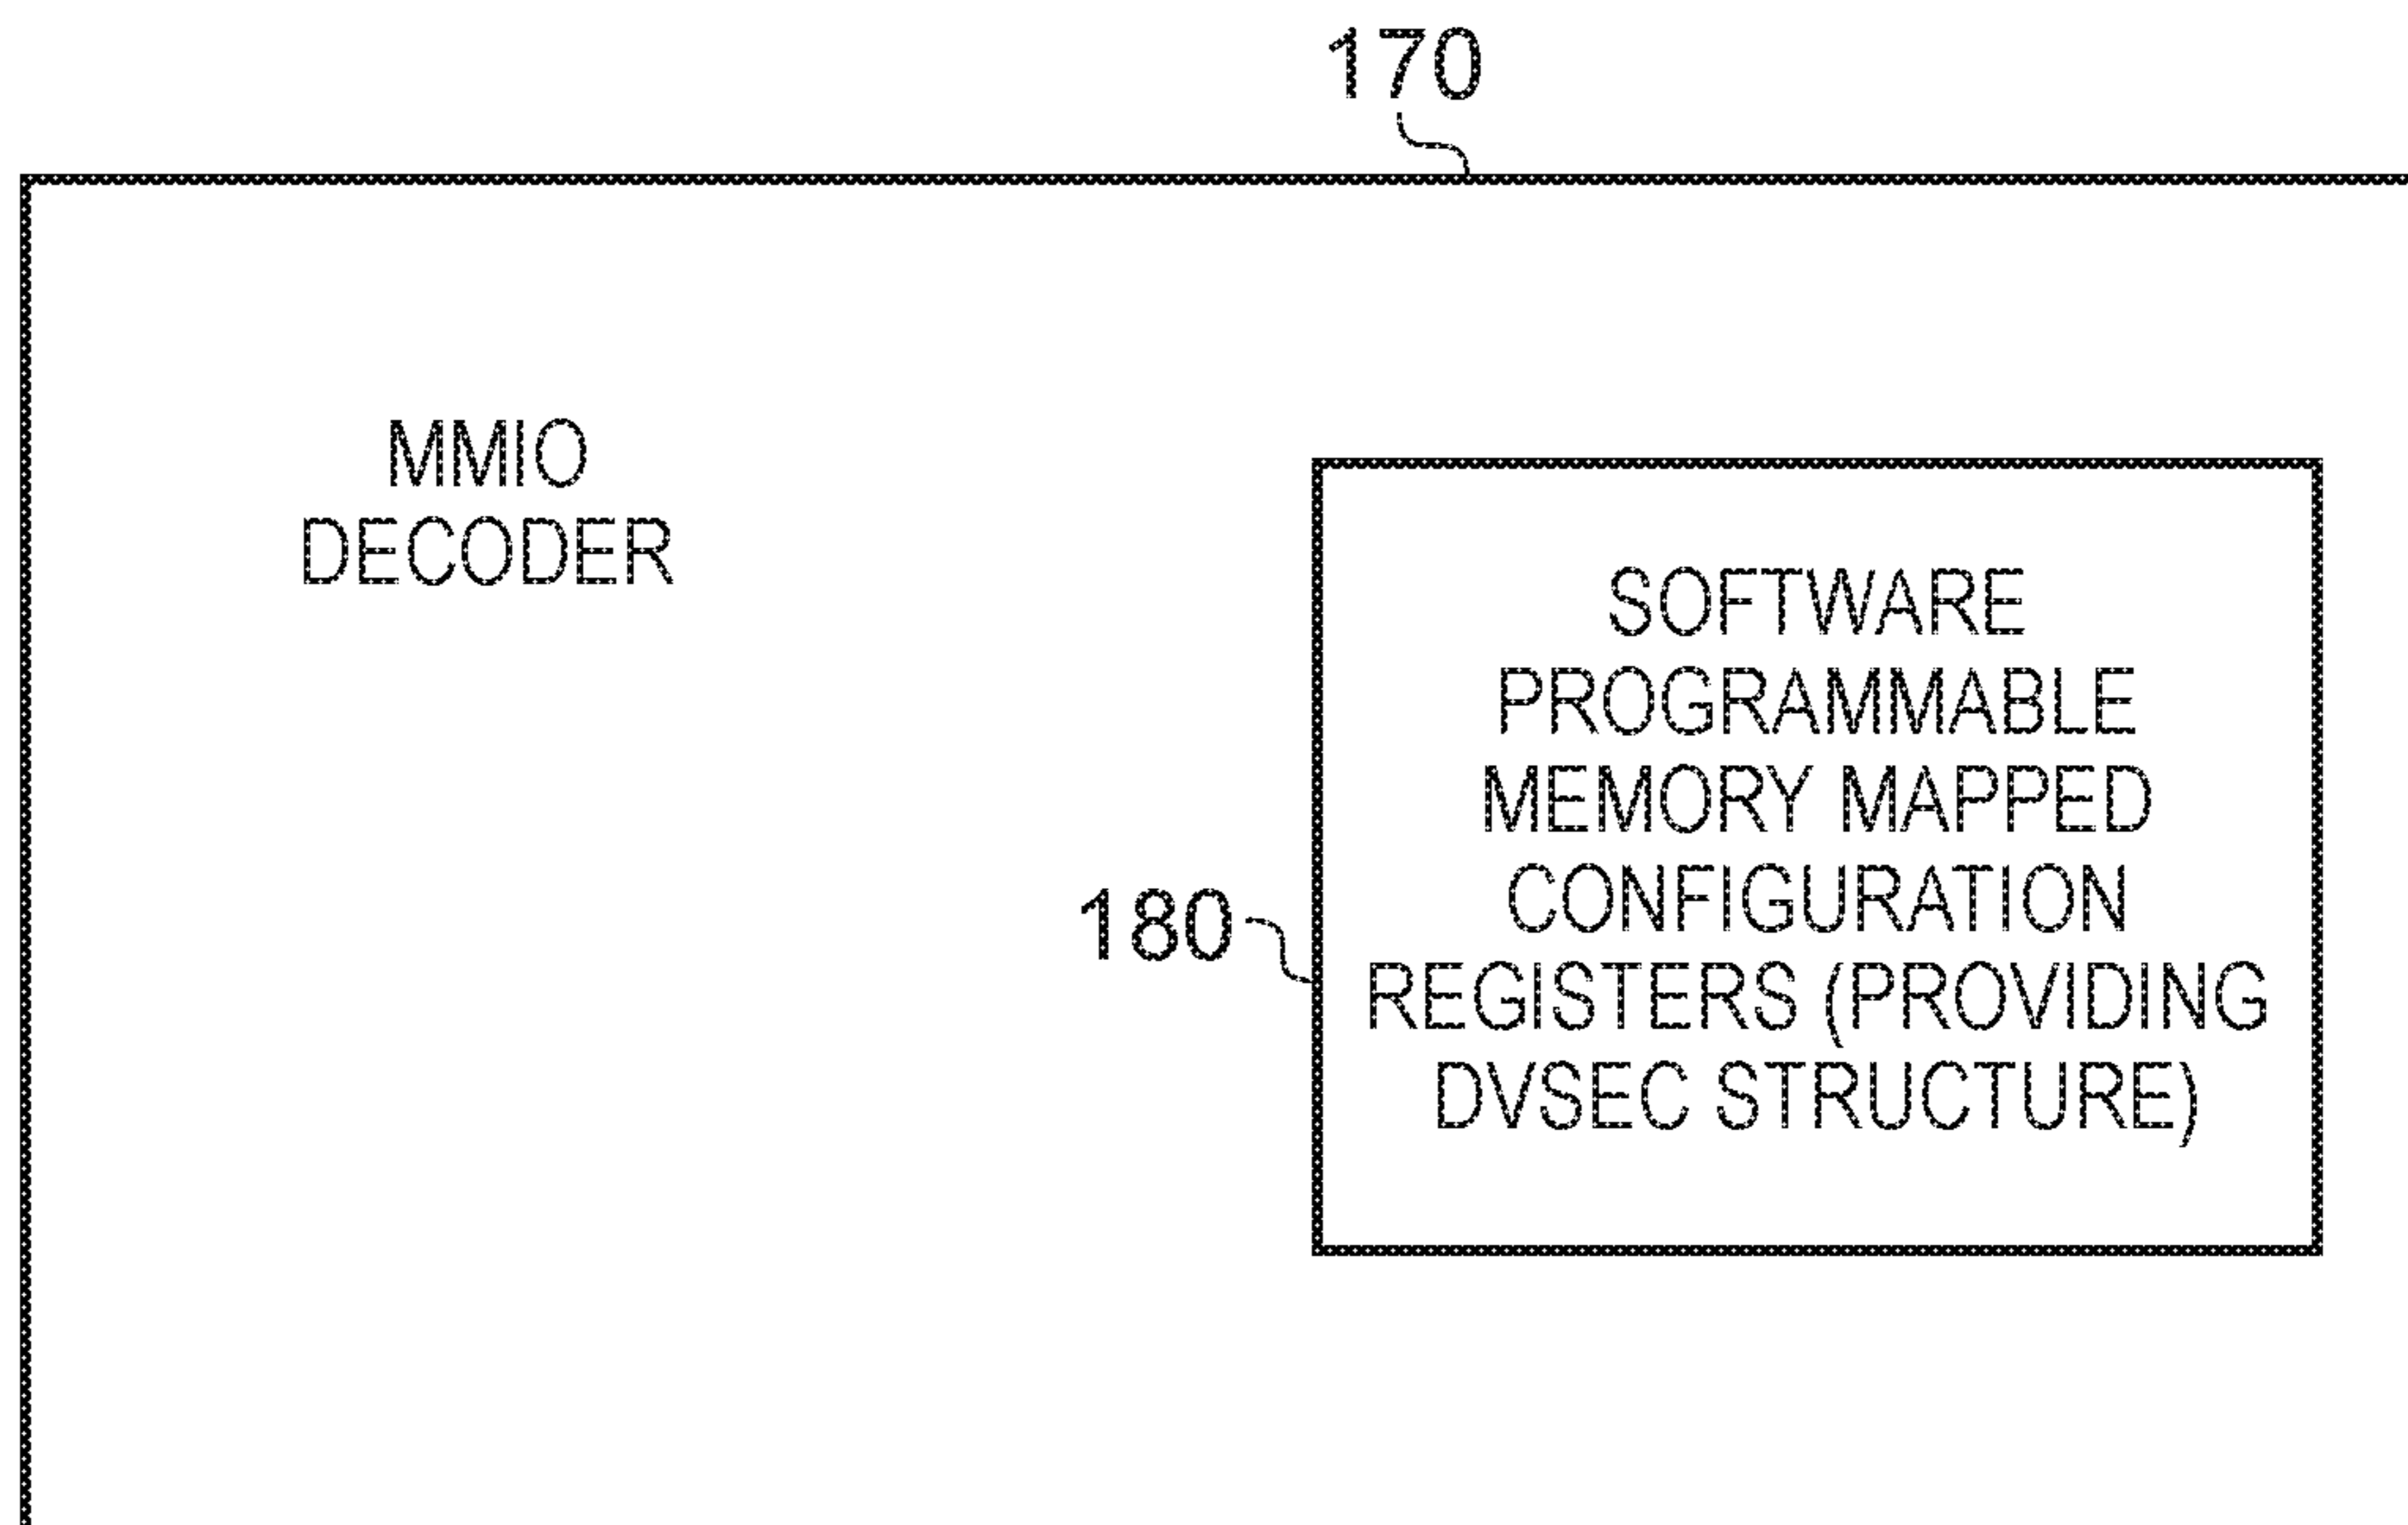 170
MMIO
DECODER
SOFTWARE
PROGRAMMABLE
MEMORY MAPPED
CONFIGURATION
REGISTERS (PROVIDING
DVSEC STRUCTURE)
180